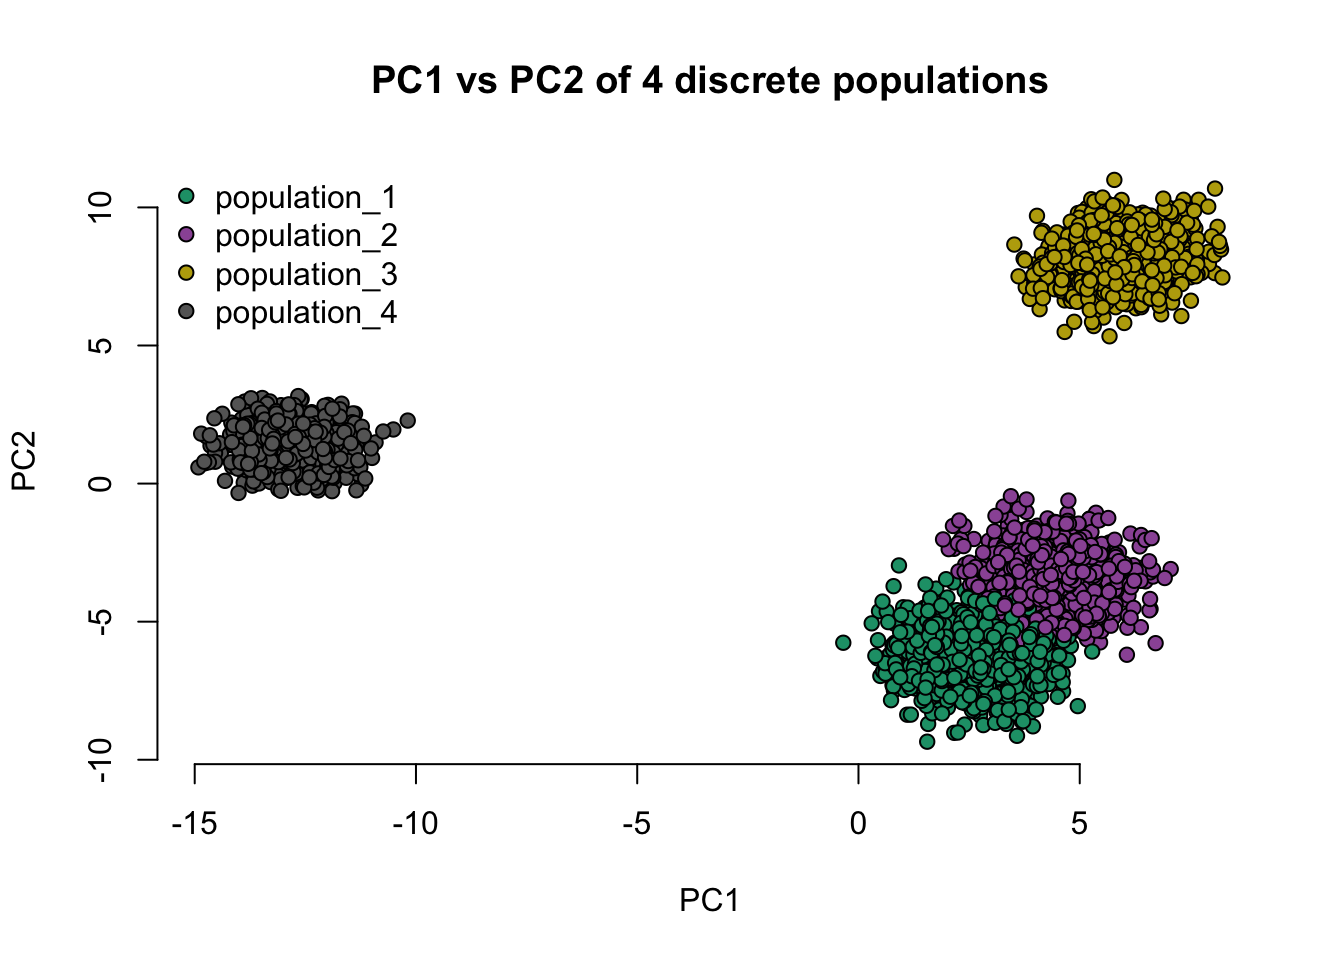 PC1 vs PC2 of 4 discrete populations
population_1
population_2
population_3
population_4
10
5
0
-5
-10
PC2
-15
-10
-5
0
5
PC1